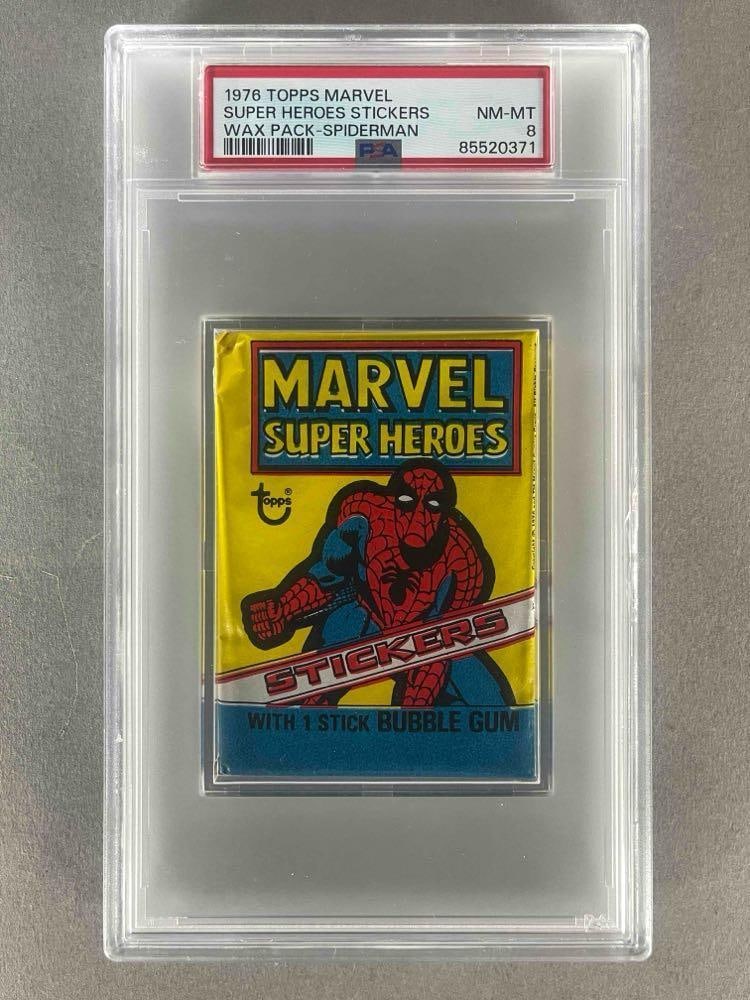 1976 TOPPS MARVEL
SUPER HEROES STICKERS NM-MT
WAX PACK-SPIDERMAN 8
PSA 85520371
MARVEL
SUPER HEROES
topps®
STICKERS
WITH 1 STICK BUBBLE GUM